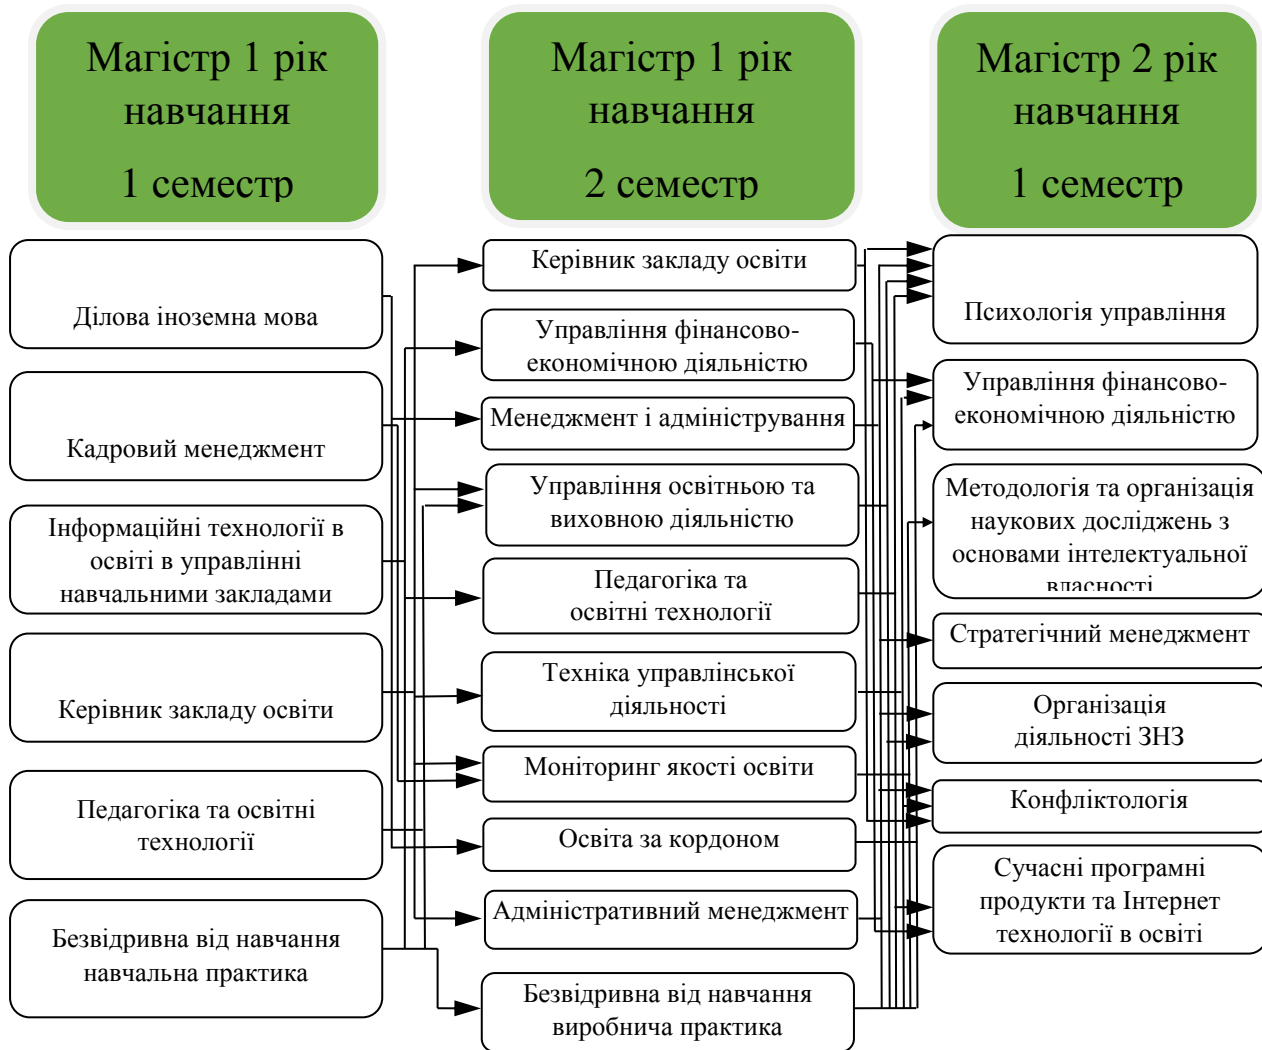 Магістр 1 рік
навчання
1 семестр
Магістр 1 рік
навчання
2 семестр
Магістр 2 рік
навчання
1 семестр
Ділова іноземна мова
Кадровий менеджмент
Інформаційні технології в
освіті в управлінні
навчальними закладами
Керівник закладу освіти
Педагогіка та освітні
технології
Безвідривна від навчання
навчальна практика
Керівник закладу освіти
Управління фінансово-
економічною діяльністю
Менеджмент і адміністрування
Управління освітньою та
виховною діяльністю
Педагогіка та
освітні технології
Техніка управлінської
діяльності
Моніторинг якості освіти
Освіта за кордоном
Адміністративний менеджмент
Безвідривна від навчання
виробнича практика
Психологія управління
Управління фінансово-
економічною діяльністю
Методологія та організація
наукових досліджень з
основами інтелектуальної
власності
Стратегічний менеджмент
Організація
діяльності ЗНЗ
Конфліктологія
Сучасні програмні
продукти та Інтернет
технології в освіті